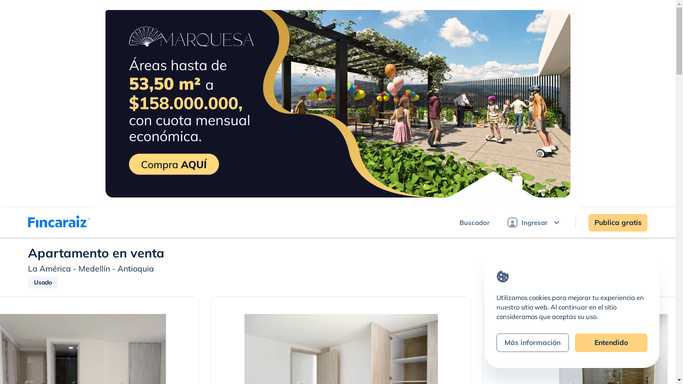 MARQUESA
Áreas hasta de
53,50 m² a
$158.000.000,
con cuota mensual
económica.
Compra AQUÍ
Fincaraiz
Buscador
Ingresar
Publica gratis
Apartamento en venta
La América - Medellín - Antioquia
Usado
Utilizamos cookies para mejorar tu experiencia en
nuestro sitio web. Al continuar en el sitio
consideramos que aceptas su uso.
Más información
Entendido